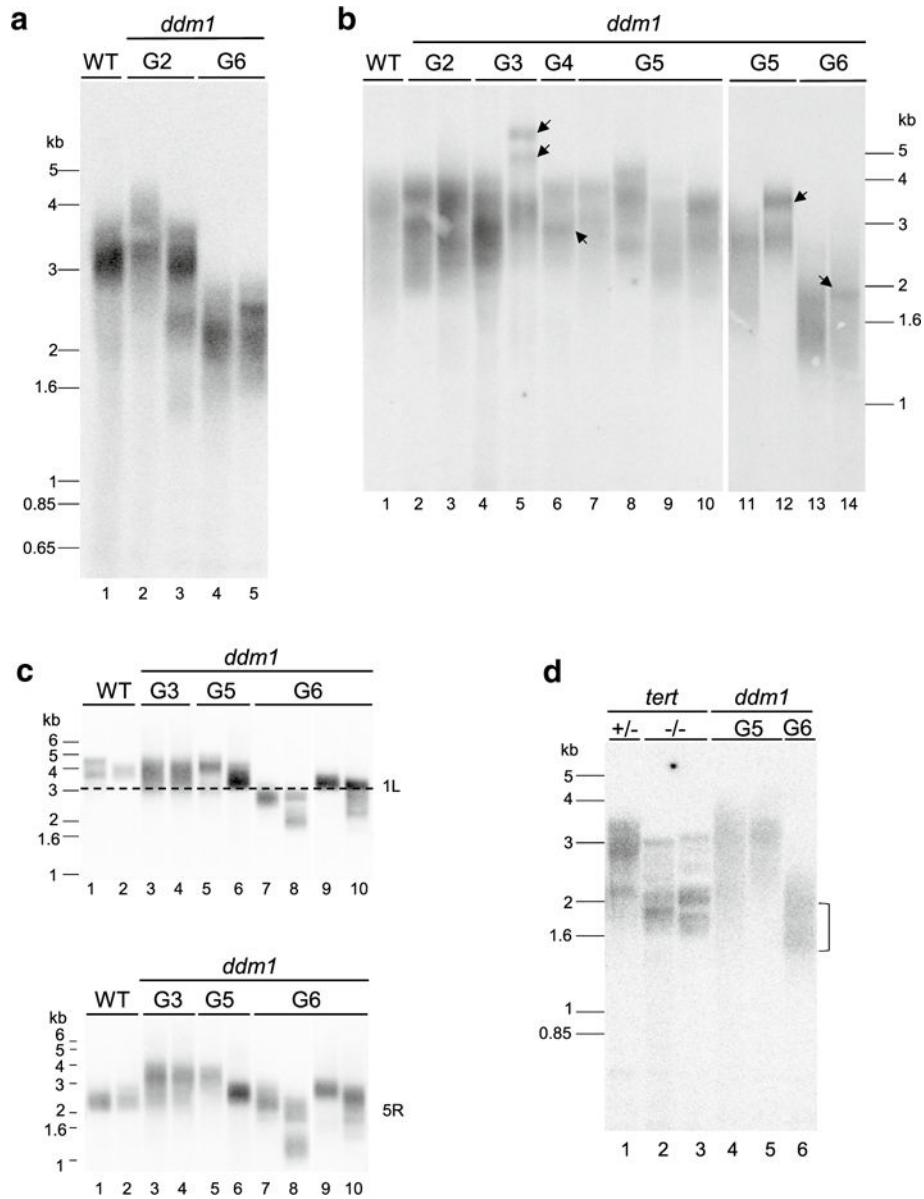 a
ddm1
WT G2 G6
kb
5
4
3
2
1.6
1
0.85
0.65
1 2 3 4 5
b
ddm1
WT G2 G3 G4 G5 G5 G6
kb
5
4
3
2
1.6
1
1 2 3 4 5 6 7 8 9 10 11 12 13 14
c
ddm1
WT G3 G5 G6
kb
6
5
4
3
2
1.6
1
1L
1 2 3 4 5 6 7 8 9 10
ddm1
WT G3 G5 G6
kb
6
5
4
3
2
1.6
1
5R
1 2 3 4 5 6 7 8 9 10
d
tert ddm1
+/- -/- G5 G6
kb
5
4
3
2
1.6
1
0.85
1 2 3 4 5 6